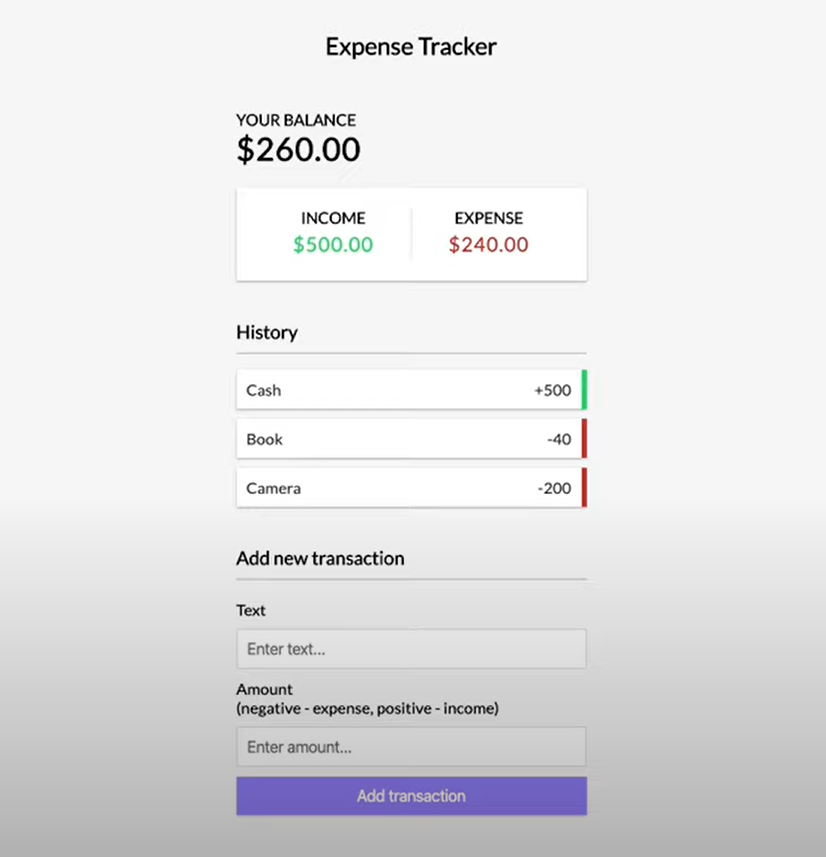 Expense Tracker
YOUR BALANCE
$260.00
INCOME EXPENSE
$500.00 $240.00
History
Cash +500
Book -40
Camera -200
Add new transaction
Text
Enter text...
Amount
(negative - expense, positive - income)
Enter amount...
Add transaction